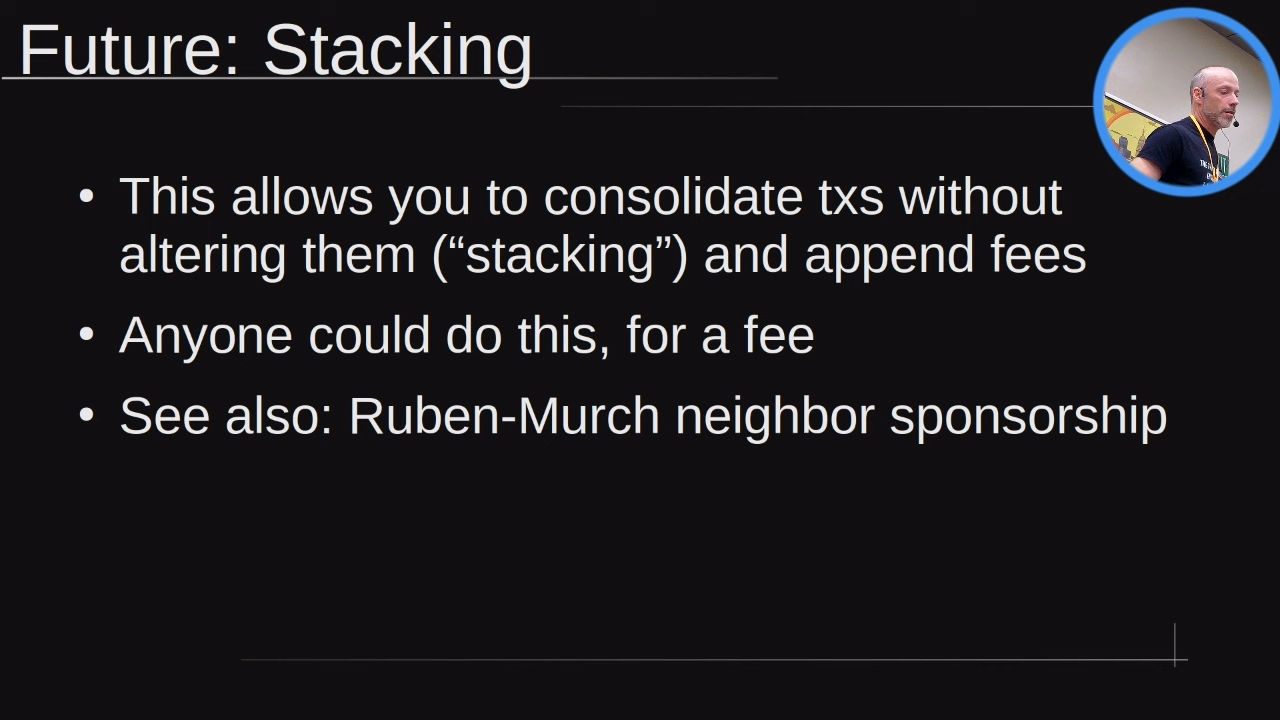 Future: Stacking
• This allows you to consolidate txs without
altering them (“stacking”) and append fees
• Anyone could do this, for a fee
• See also: Ruben-Murch neighbor sponsorship